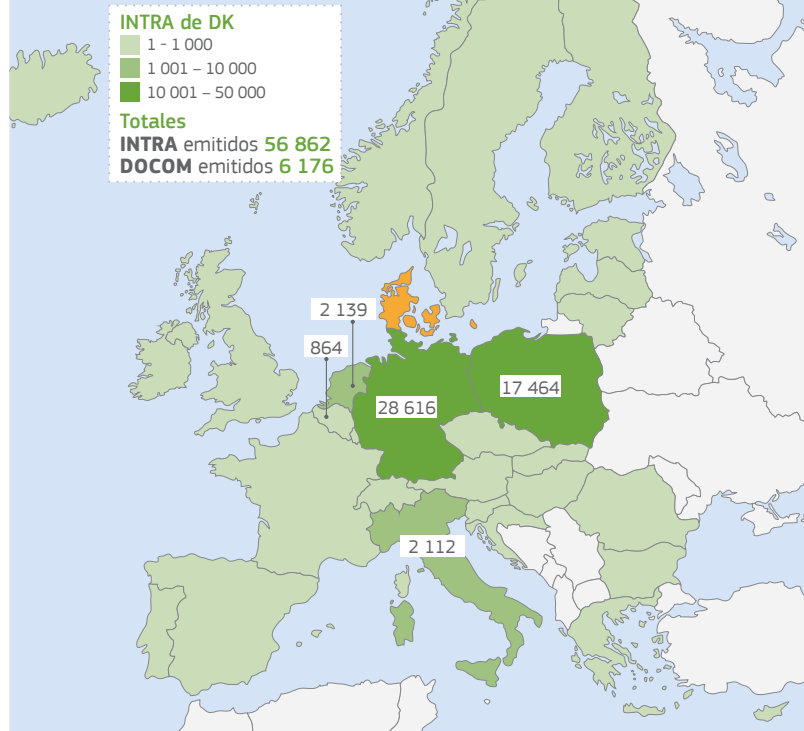 INTRA de DK
1 - 1 000
1 001 – 10 000
10 001 – 50 000
Totales
INTRA emitidos 56 862
DOCOM emitidos 6 176
2 139
864
28 616
17 464
2 112